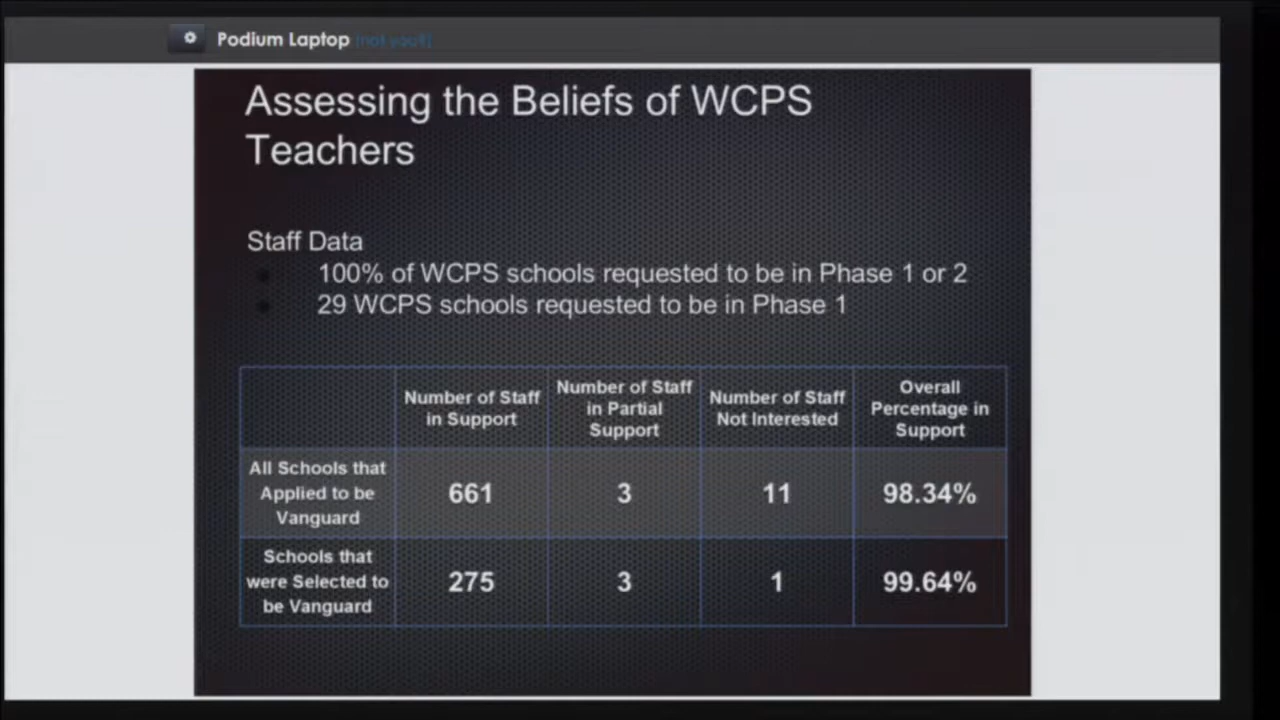 Podium Laptop (not you?)
Assessing the Beliefs of WCPS
Teachers
Staff Data
100% of WCPS schools requested to be in Phase 1 or 2
29 WCPS schools requested to be in Phase 1
Number of Staff
in Support
Number of Staff
in Partial
Support
Number of Staff
Not Interested
Overall
Percentage in
Support
All Schools that
Applied to be
Vanguard
661
3
11
98.34%
Schools that
were Selected to
be Vanguard
275
3
1
99.64%